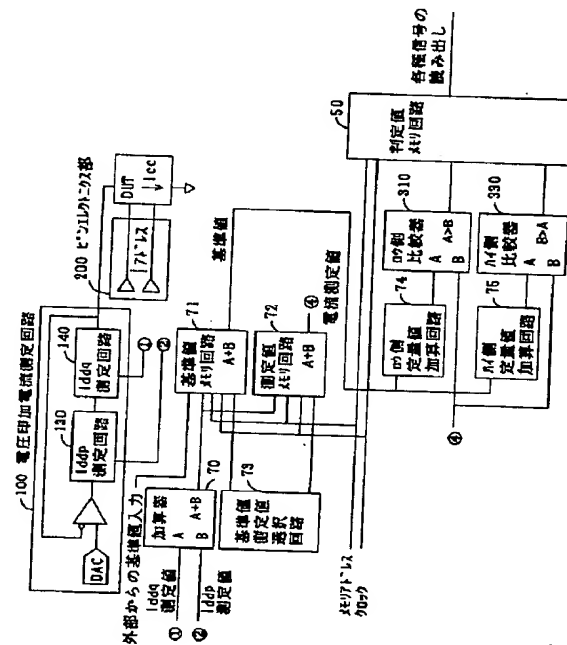 100 電圧印加電流測定回路
DAC
130
Iddp
測定回路
140
Iddq
測定回路
①
②
200 ピンエレクトニクス部
アドレス
DUT
Icc
外部からの基準値入力
Iddq
測定値
①
②
Iddp
測定値
70
加算器
A
A+B
B
71
基準値
メモリ回路
A+B
72
測定値
メモリ回路
A+B
73
基準値
測定値
選択
回路
基準値
④
電流測定値
メモリアドレス
クロック
74
ロウ側
定量値
加算回路
75
ハイ側
定量値
加算回路
④
310
ロウ側
比較器
A A>B
B
330
ハイ側
比較器
A B>A
B
50
判定値
メモリ回路
各種信号の
読み出し